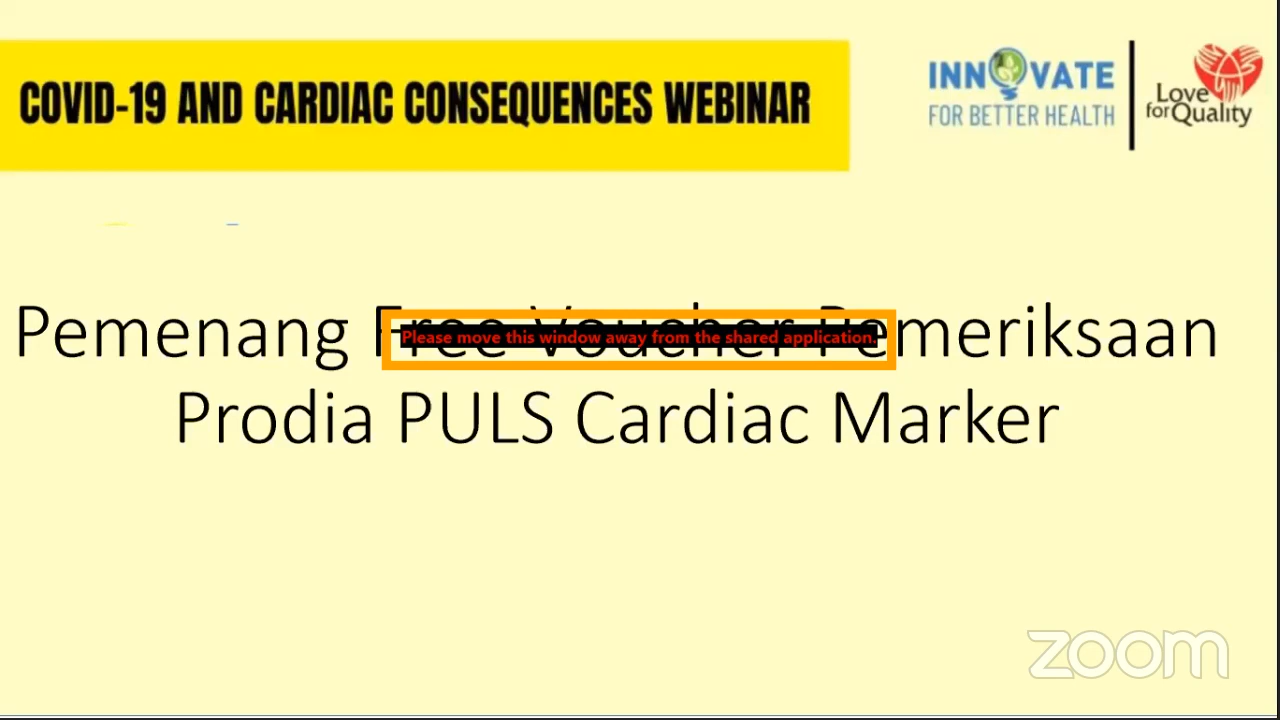 COVID-19 AND CARDIAC CONSEQUENCES WEBINAR
INNOVATE
FOR BETTER HEALTH
Love
for Quality
Pemenang Free Voucher Pemeriksaan
Please move this window away from the shared application.
Prodia PULS Cardiac Marker
zoom